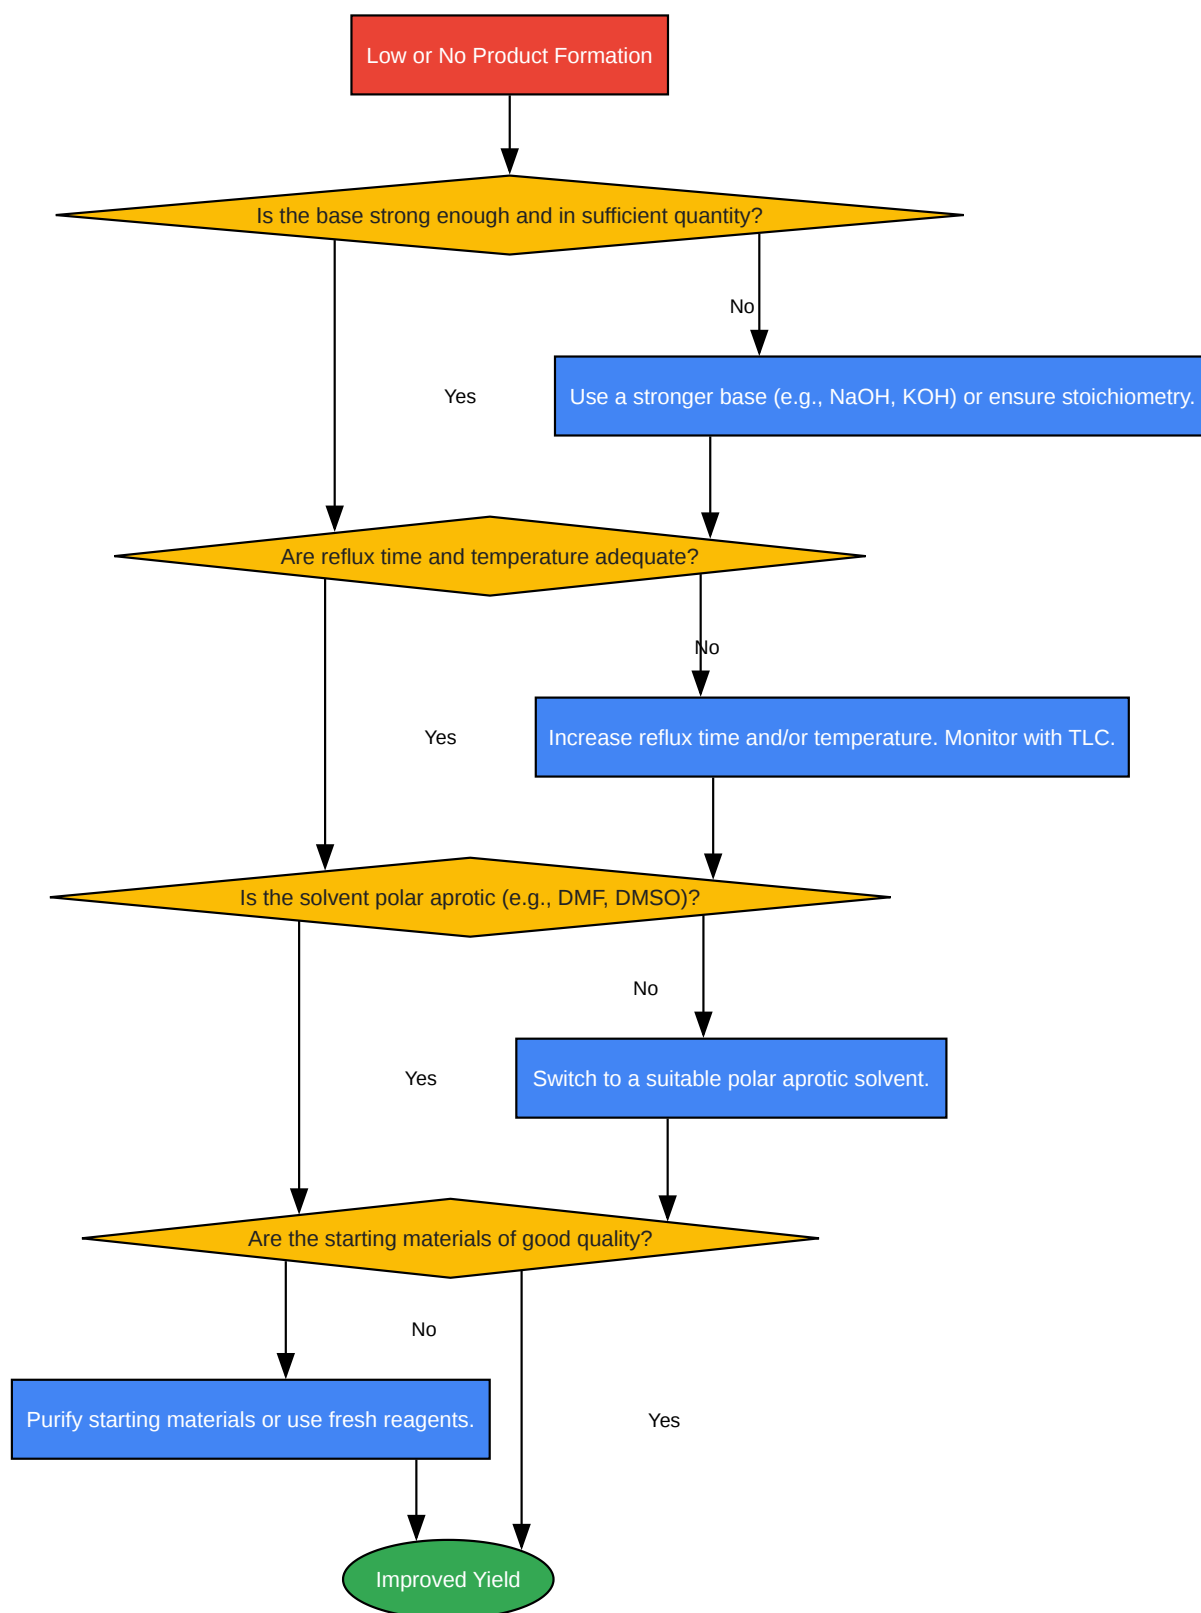 Low or No Product Formation
Is the base strong enough and in sufficient quantity?
No
Yes
Use a stronger base (e.g., NaOH, KOH) or ensure stoichiometry.
Are reflux time and temperature adequate?
No
Yes
Increase reflux time and/or temperature. Monitor with TLC.
Is the solvent polar aprotic (e.g., DMF, DMSO)?
No
Yes
Switch to a suitable polar aprotic solvent.
Are the starting materials of good quality?
No
Purify starting materials or use fresh reagents.
Yes
Improved Yield